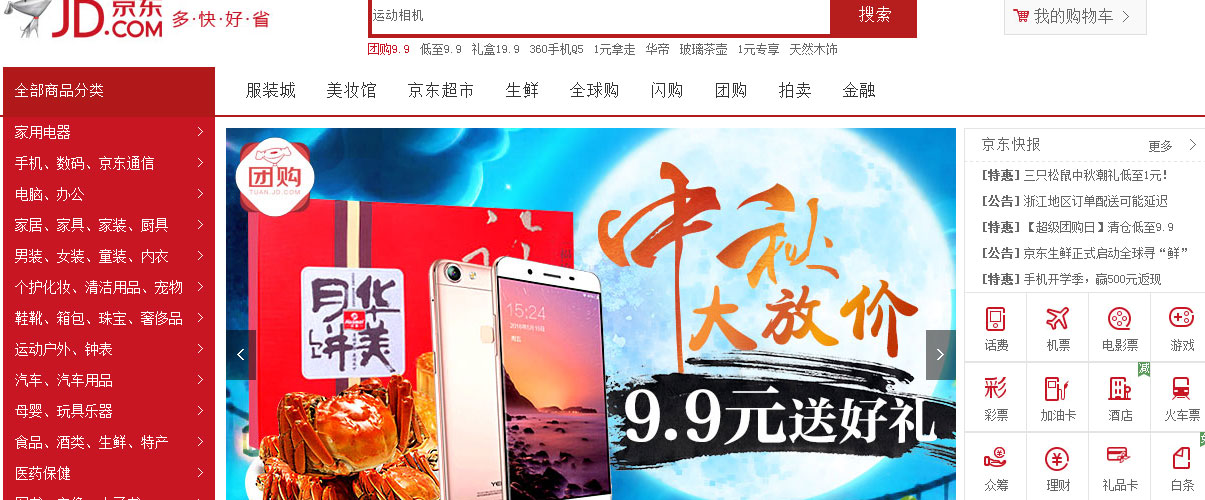 JD 京东
.COM
多·快·好·省
运动相机
搜索
我的购物车
团购9.9 低至9.9 礼盒19.9 360手机Q5 1元拿走 华帝 玻璃茶壶 1元专享 天然木饰
全部商品分类
服装城 美妆馆 京东超市 生鲜 全球购 闪购 团购 拍卖 金融
家用电器
手机、数码、京东通信
电脑、办公
家居、家具、家装、厨具
男装、女装、童装、内衣
个护化妆、清洁用品、宠物
鞋靴、箱包、珠宝、奢侈品
运动户外、钟表
汽车、汽车用品
母婴、玩具乐器
食品、酒类、生鲜、特产
医药保健
团购
TUAN.JD.COM
华美
月饼
15:24
中秋
大放价
9.9元送好礼
京东快报 更多
[特惠] 三只松鼠中秋潮礼低至1元!
[公告] 浙江地区订单配送可能延迟
[特惠] 【超级团购日】清仓低至9.9
[公告] 京东生鲜正式启动全球寻“鲜”
[特惠] 手机开学季，赢500元返现
话费 机票 电影票 游戏
减
彩票 加油卡 酒店 火车票
众筹 理财 礼品卡 白条